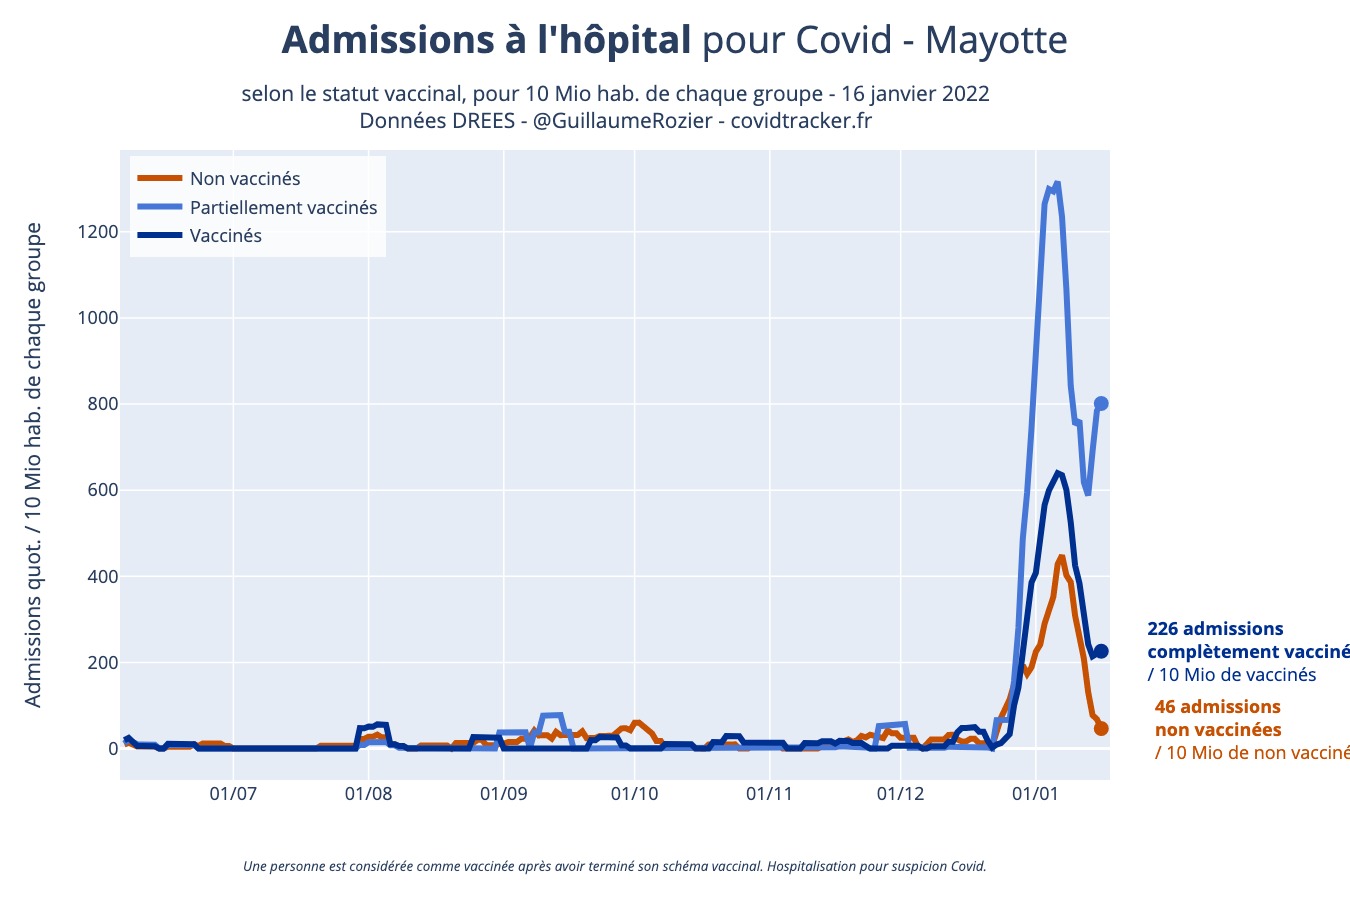 Admissions à l'hôpital pour Covid - Mayotte
selon le statut vaccinal, pour 10 Mio hab. de chaque groupe - 16 janvier 2022
Données DREES - @GuillaumeRozier - covidtracker.fr
Non vaccinés
Partiellement vaccinés
Vaccinés
Admissions quot. / 10 Mio hab. de chaque groupe
1200
1000
800
600
400
200
0
01/07
01/08
01/09
01/10
01/11
01/12
01/01
226 admissions
complètement vacciné
/ 10 Mio de vaccinés
46 admissions
non vaccinées
/ 10 Mio de non vacciné
Une personne est considérée comme vaccinée après avoir terminé son schéma vaccinal. Hospitalisation pour suspicion Covid.